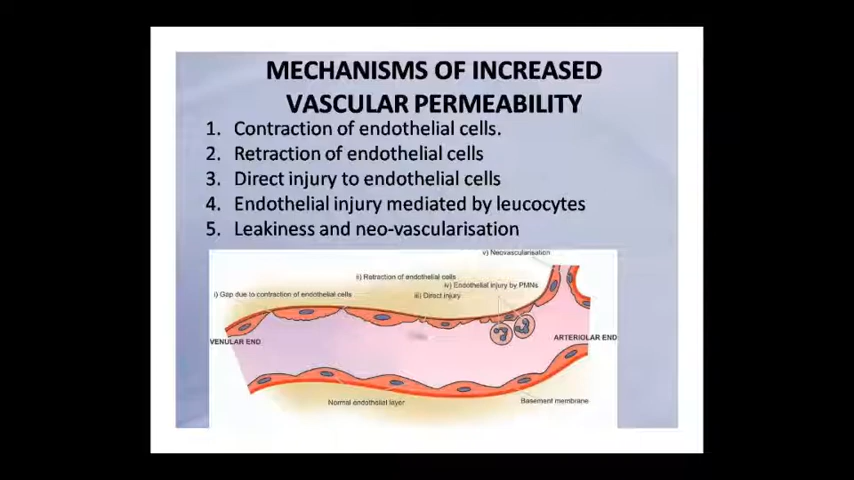 MECHANISMS OF INCREASED
VASCULAR PERMEABILITY
1. Contraction of endothelial cells.
2. Retraction of endothelial cells
3. Direct injury to endothelial cells
4. Endothelial injury mediated by leucocytes
5. Leakiness and neo-vascularisation
v) Neovascularisation
ii) Retraction of endothelial cells
iv) Endothelial injury by PMNs
i) Gap due to contraction of endothelial cells
iii) Direct injury
VENULAR END
ARTERIOLAR END
Normal endothelial layer
Basement membrane